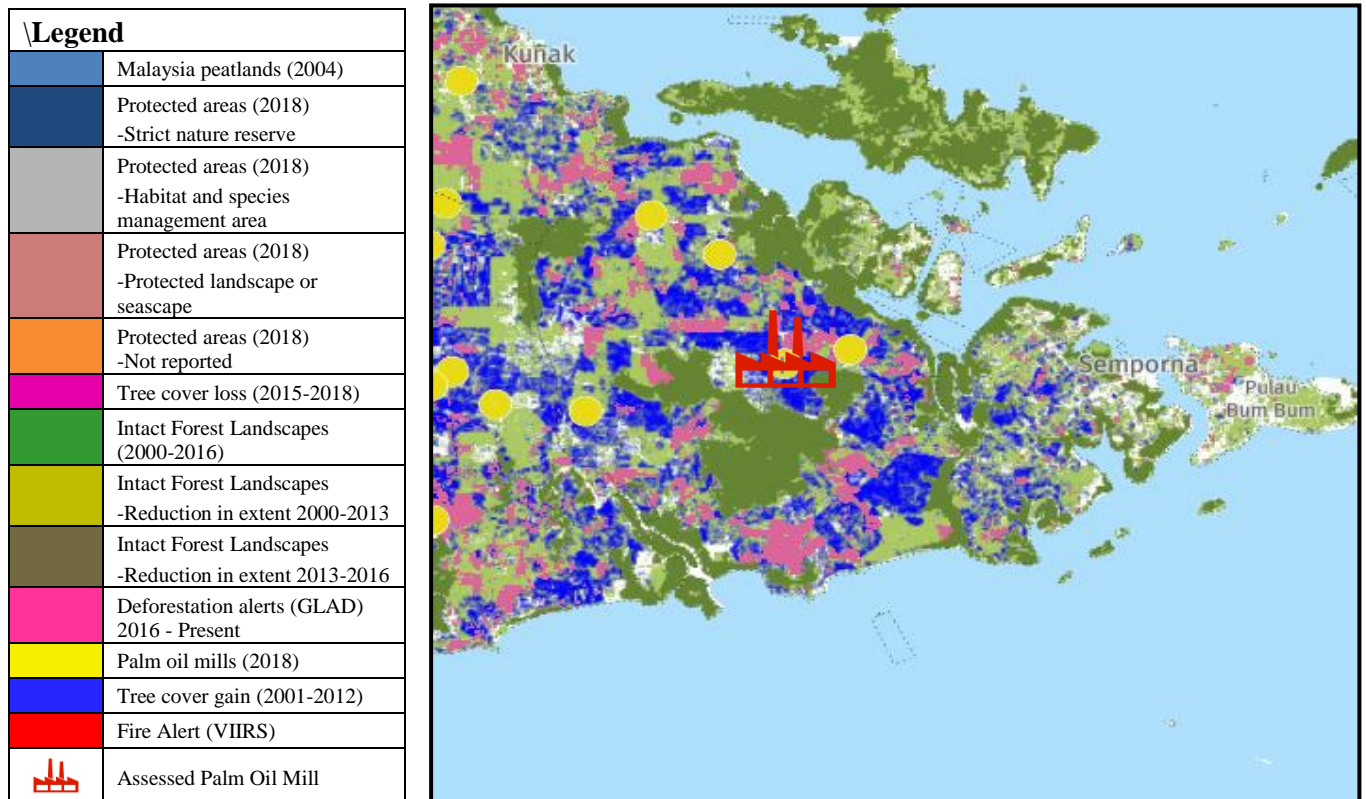 \Legend
Malaysia peatlands (2004)
Protected areas (2018)
-Strict nature reserve
Protected areas (2018)
-Habitat and species
management area
Protected areas (2018)
-Protected landscape or
seascape
Protected areas (2018)
-Not reported
Tree cover loss (2015-2018)
Intact Forest Landscapes
(2000-2016)
Intact Forest Landscapes
-Reduction in extent 2000-2013
Intact Forest Landscapes
-Reduction in extent 2013-2016
Deforestation alerts (GLAD)
2016 - Present
Palm oil mills (2018)
Tree cover gain (2001-2012)
Fire Alert (VIIRS)
Assessed Palm Oil Mill
Kunak
Semporna
Pulau
Bum Bum